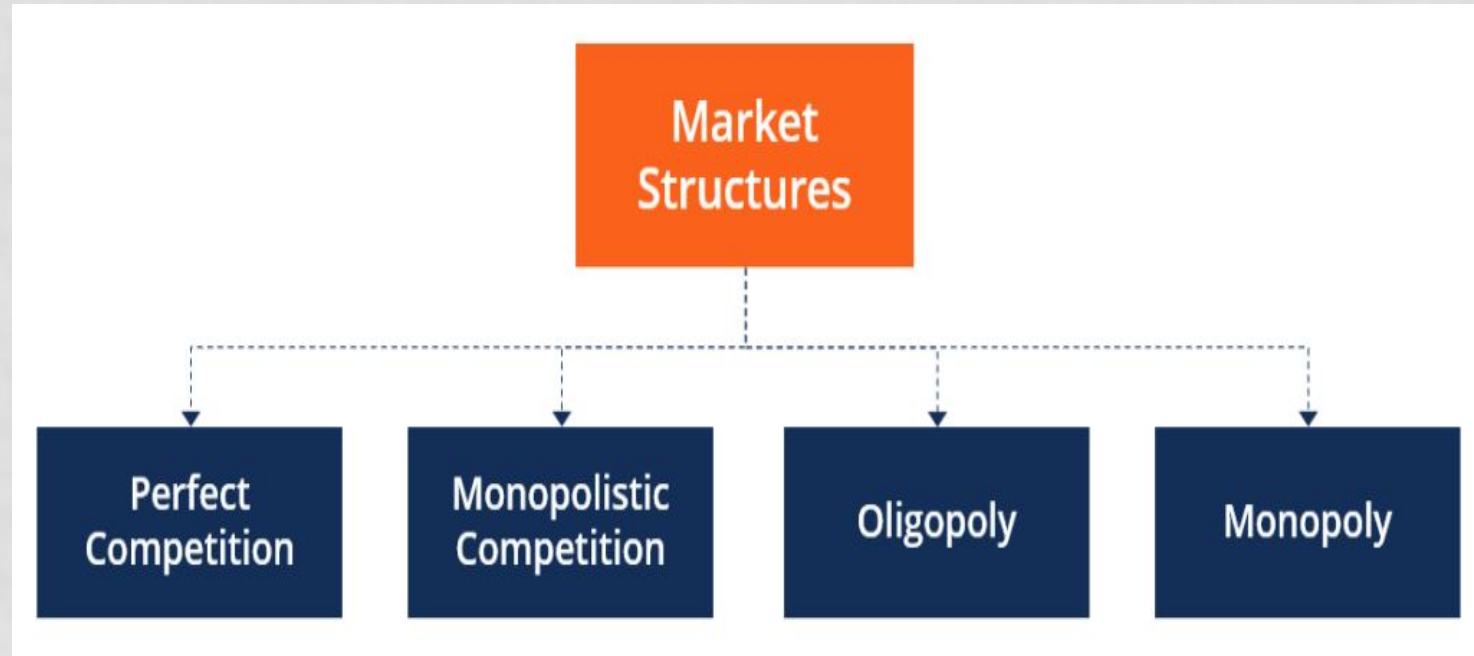 Market
Structures
Perfect
Competition
Monopolistic
Competition
Oligopoly
Monopoly